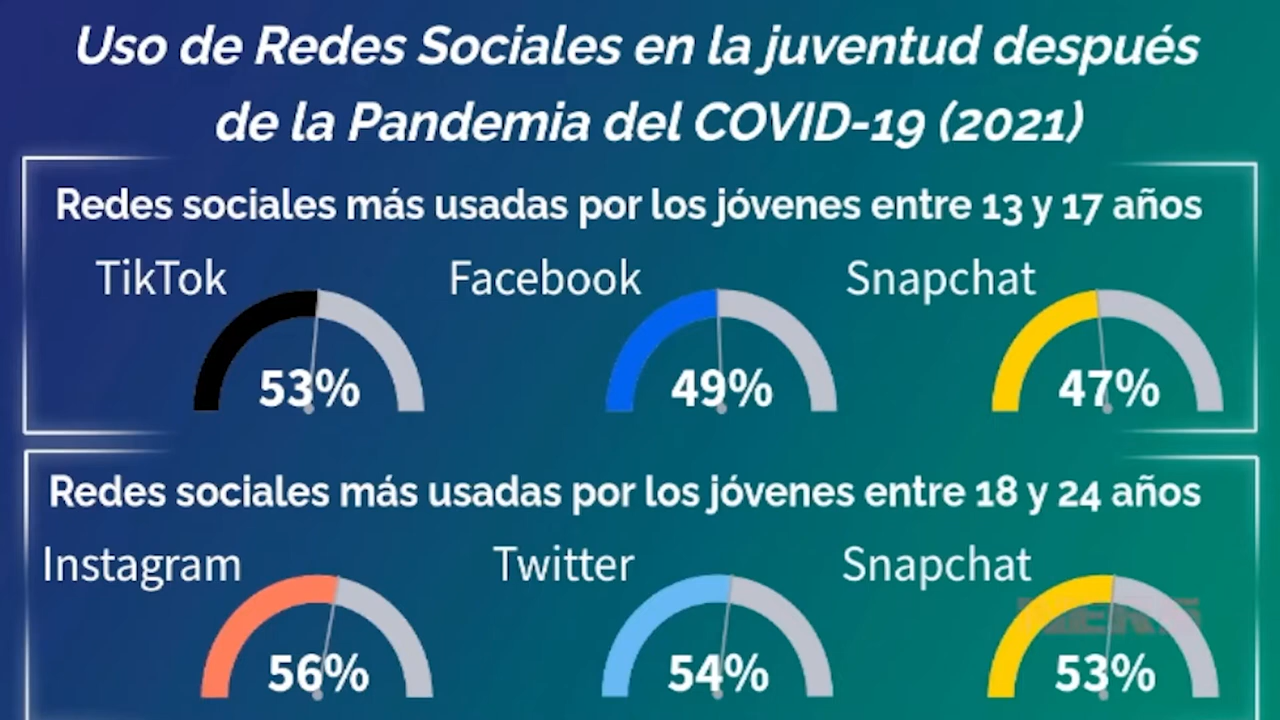 Uso de Redes Sociales en la juventud después
de la Pandemia del COVID-19 (2021)
Redes sociales más usadas por los jóvenes entre 13 y 17 años
TikTok Facebook Snapchat
53% 49% 47%
Redes sociales más usadas por los jóvenes entre 18 y 24 años
Instagram Twitter Snapchat
56% 54% 53%